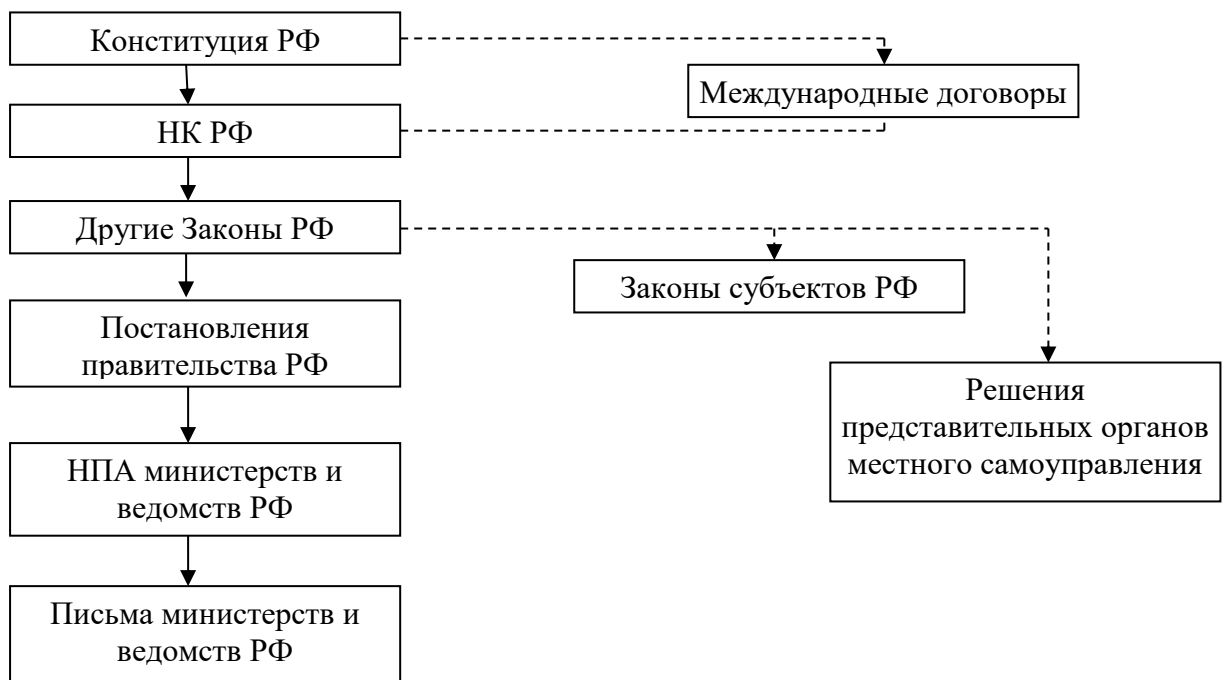 Конституция РФ
Международные договоры
НК РФ
Другие Законы РФ
Законы субъектов РФ
Постановления
правительства РФ
Решения
представительных органов
местного самоуправления
НПА министерств и
ведомств РФ
Письма министерств и
ведомств РФ